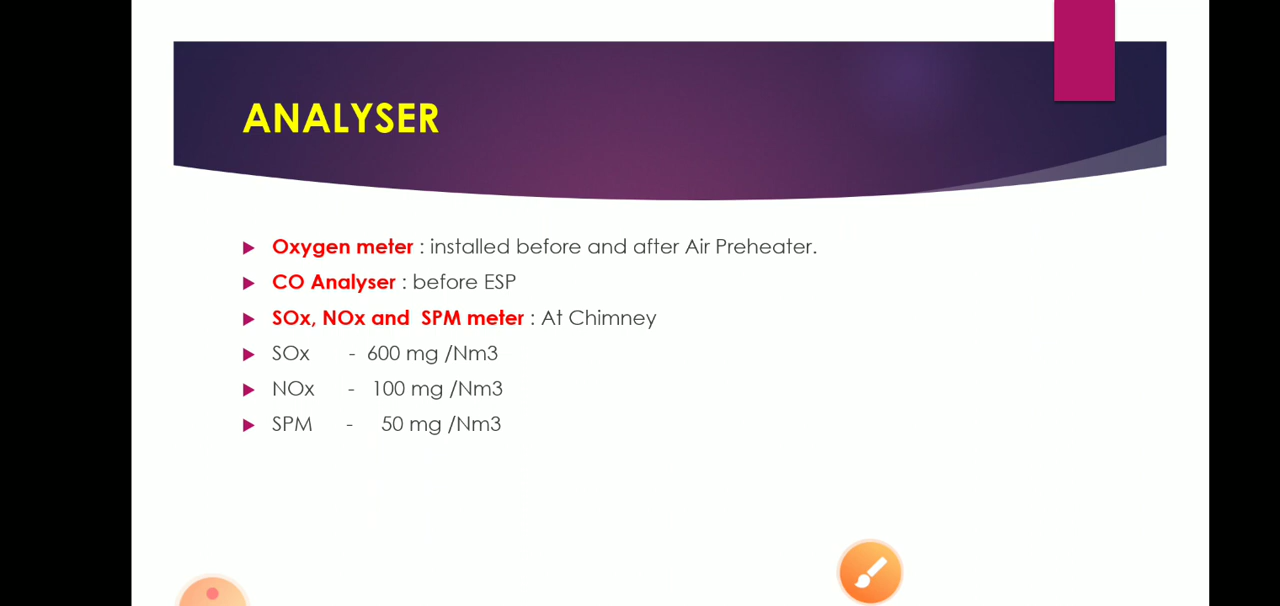 ANALYSER
Oxygen meter : installed before and after Air Preheater.
CO Analyser : before ESP
SOx, NOx and SPM meter : At Chimney
SOx - 600 mg /Nm3
NOx - 100 mg /Nm3
SPM - 50 mg /Nm3